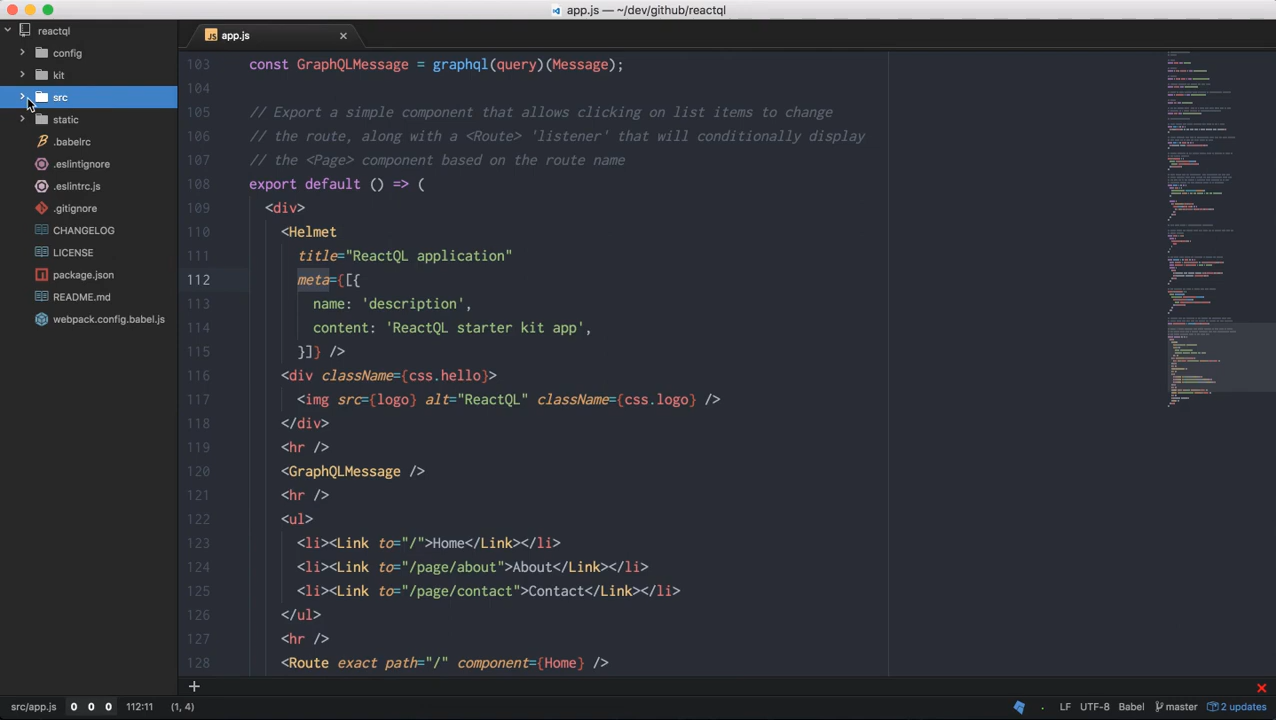 app.js — ~/dev/github/reactql
reactql
config
kit
src
static
.babelrc
.eslintignore
.eslintrc.js
.gitignore
CHANGELOG
LICENSE
package.json
README.md
webpack.config.babel.js
JS app.js
103 const GraphQLMessage = graphql(query)(Message);
104
105 // Export a simple component that allows clicking on list items to change
106 // the route, along with a <Route> 'listener' that will conditionally display
107 // the <Page> component based on the route name
108 export default () => (
109 <div>
110 <Helmet
111 title="ReactQL application"
112 meta={[{
113 name: 'description',
114 content: 'ReactQL starter kit app',
115 }]} />
116 <div className={css.hello}>
117 <img src={logo} alt="ReactQL" className={css.logo} />
118 </div>
119 <hr />
120 <GraphQLMessage />
121 <hr />
122 <ul>
123 <li><Link to="/">Home</Link></li>
124 <li><Link to="/page/about">About</Link></li>
125 <li><Link to="/page/contact">Contact</Link></li>
126 </ul>
127 <hr />
128 <Route exact path="/" component={Home} />
src/app.js 0 0 0 112:11 (1, 4) LF UTF-8 Babel master 2 updates